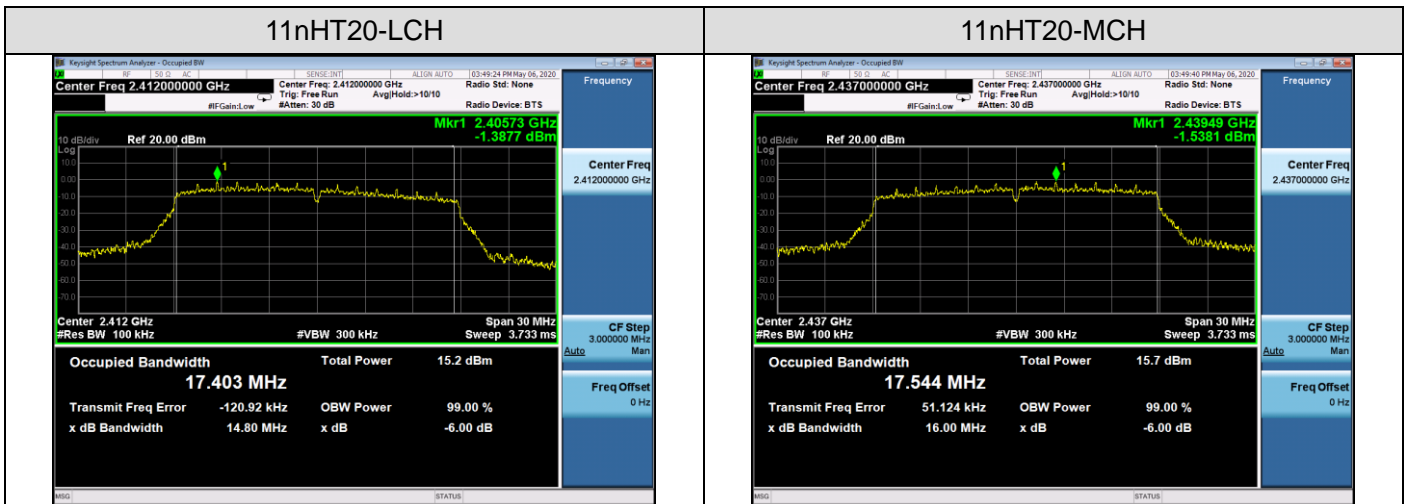 11nHT20-LCH
Keysight Spectrum Analyzer - Occupied BW
RF 50 Ω AC SENSE:INT ALIGN AUTO 03:49:24 PM May 06, 2020
Center Freq 2.412000000 GHz Center Freq: 2.412000000 GHz Radio Std: None
Trig: Free Run Avg|Hold:>10/10
#IFGain:Low #Atten: 30 dB Radio Device: BTS
Mkr1 2.40573 GHz
-1.3877 dBm
10 dB/div Ref 20.00 dBm
Log
10.0
0.00
-10.0
-20.0
-30.0
-40.0
-50.0
-60.0
-70.0
1
Center 2.412 GHz Span 30 MHz
#Res BW 100 kHz #VBW 300 kHz Sweep 3.733 ms
Occupied Bandwidth Total Power 15.2 dBm
17.403 MHz
Transmit Freq Error -120.92 kHz OBW Power 99.00 %
x dB Bandwidth 14.80 MHz x dB -6.00 dB
MSG STATUS
Frequency
Center Freq
2.412000000 GHz
CF Step
3.000000 MHz
Auto Man
Freq Offset
0 Hz
11nHT20-MCH
Keysight Spectrum Analyzer - Occupied BW
RF 50 Ω AC SENSE:INT ALIGN AUTO 03:49:40 PM May 06, 2020
Center Freq 2.437000000 GHz Center Freq: 2.437000000 GHz Radio Std: None
Trig: Free Run Avg|Hold:>10/10
#IFGain:Low #Atten: 30 dB Radio Device: BTS
Mkr1 2.43949 GHz
-1.5381 dBm
10 dB/div Ref 20.00 dBm
Log
10.0
0.00
-10.0
-20.0
-30.0
-40.0
-50.0
-60.0
-70.0
1
Center 2.437 GHz Span 30 MHz
#Res BW 100 kHz #VBW 300 kHz Sweep 3.733 ms
Occupied Bandwidth Total Power 15.7 dBm
17.544 MHz
Transmit Freq Error 51.124 kHz OBW Power 99.00 %
x dB Bandwidth 16.00 MHz x dB -6.00 dB
MSG STATUS
Frequency
Center Freq
2.437000000 GHz
CF Step
3.000000 MHz
Auto Man
Freq Offset
0 Hz